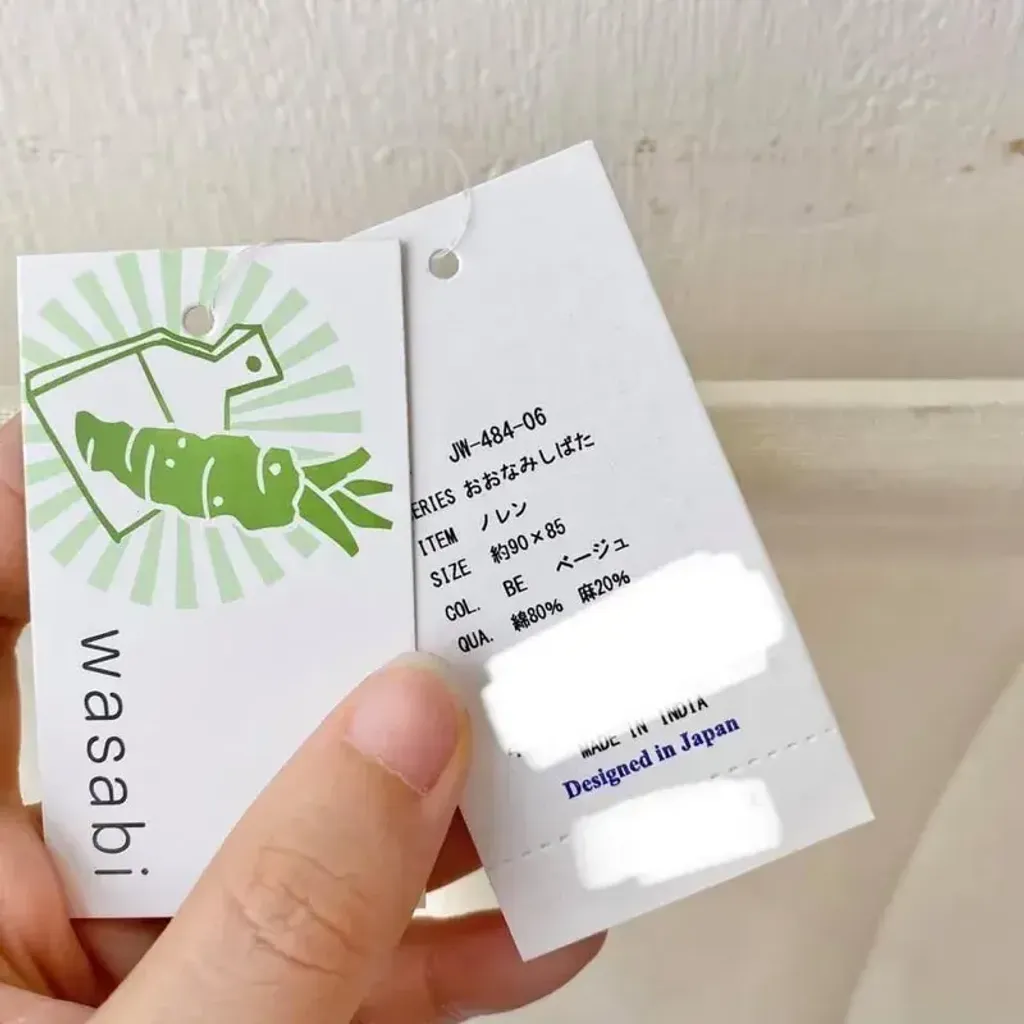 wasabi
JW-484-06
ERIES おおなみしばた
ITEM ノレン
SIZE 約90×85
COL. BE ベージュ
QUA. 綿80% 麻20%
MADE IN INDIA
Designed in Japan